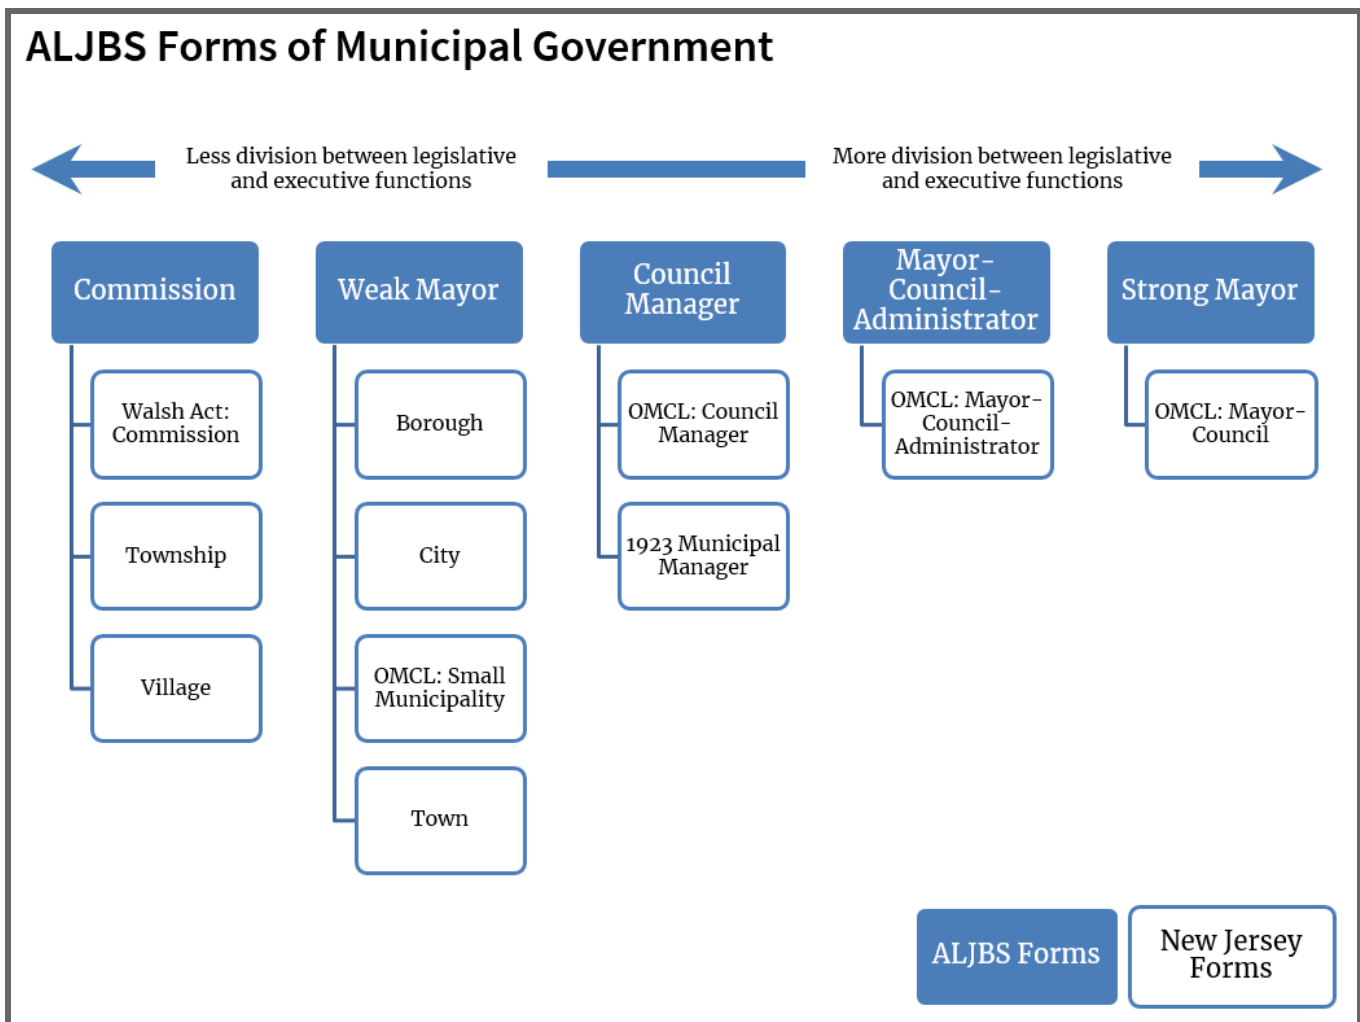 ALJBS Forms of Municipal Government
Less division between legislative
and executive functions
More division between legislative
and executive functions
Commission
Walsh Act:
Commission
Township
Village
Weak Mayor
Borough
City
OMCL: Small
Municipality
Town
Council
Manager
OMCL: Council
Manager
1923 Municipal
Manager
Mayor-
Council-
Administrator
OMCL: Mayor-
Council-
Administrator
Strong Mayor
OMCL: Mayor-
Council
ALJBS Forms
New Jersey
Forms